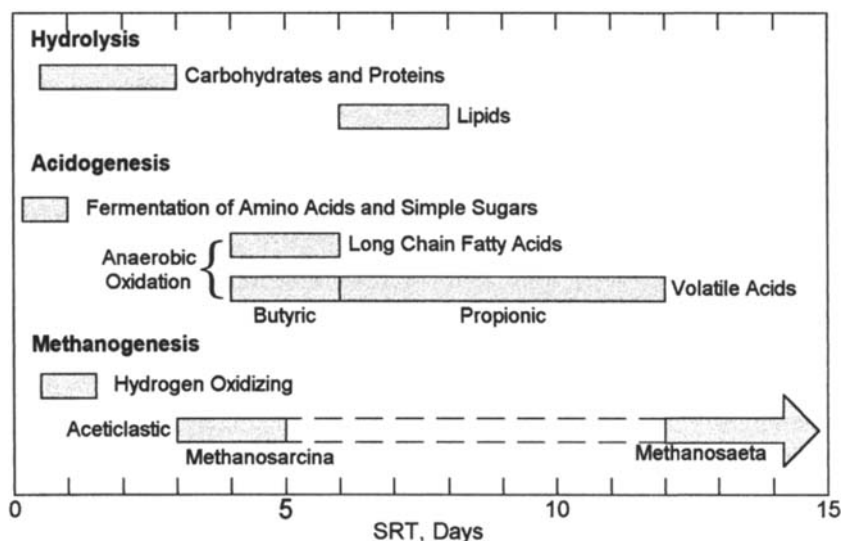 Hydrolysis
Carbohydrates and Proteins
Lipids
Acidogenesis
Fermentation of Amino Acids and Simple Sugars
Anaerobic
Oxidation
Long Chain Fatty Acids
Volatile Acids
Butyric
Propionic
Methanogenesis
Hydrogen Oxidizing
Aceticlastic
Methanosarcina
Methanosaeta
0
5
10
15
SRT, Days